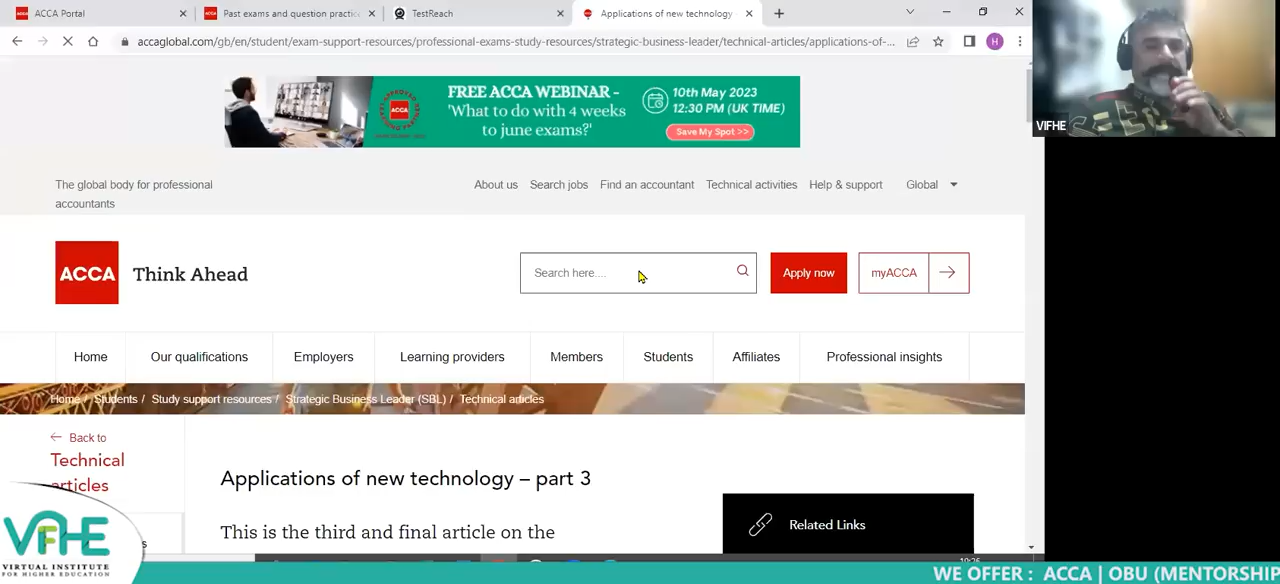 ACCA Portal
Past exams and question practic
TestReach
Applications of new technology
accaglobal.com/gb/en/student/exam-support-resources/professional-exams-study-resources/strategic-business-leader/technical-articles/applications-of-...
H
FREE ACCA WEBINAR -
'What to do with 4 weeks
to june exams?'
10th May 2023
12:30 PM (UK TIME)
Save My Spot >>
ACCA
VIFHE
The global body for professional
accountants
About us
Search jobs
Find an accountant
Technical activities
Help & support
Global
ACCA
Think Ahead
Search here....
Apply now
myACCA
Home
Our qualifications
Employers
Learning providers
Members
Students
Affiliates
Professional insights
Home / Students / Study support resources / Strategic Business Leader (SBL) / Technical articles
Back to
Technical
articles
Applications of new technology – part 3
This is the third and final article on the
Related Links
VIFHE
VIRTUAL INSTITUTE
FOR HIGHER EDUCATION
WE OFFER : ACCA | OBU (MENTORSHIP